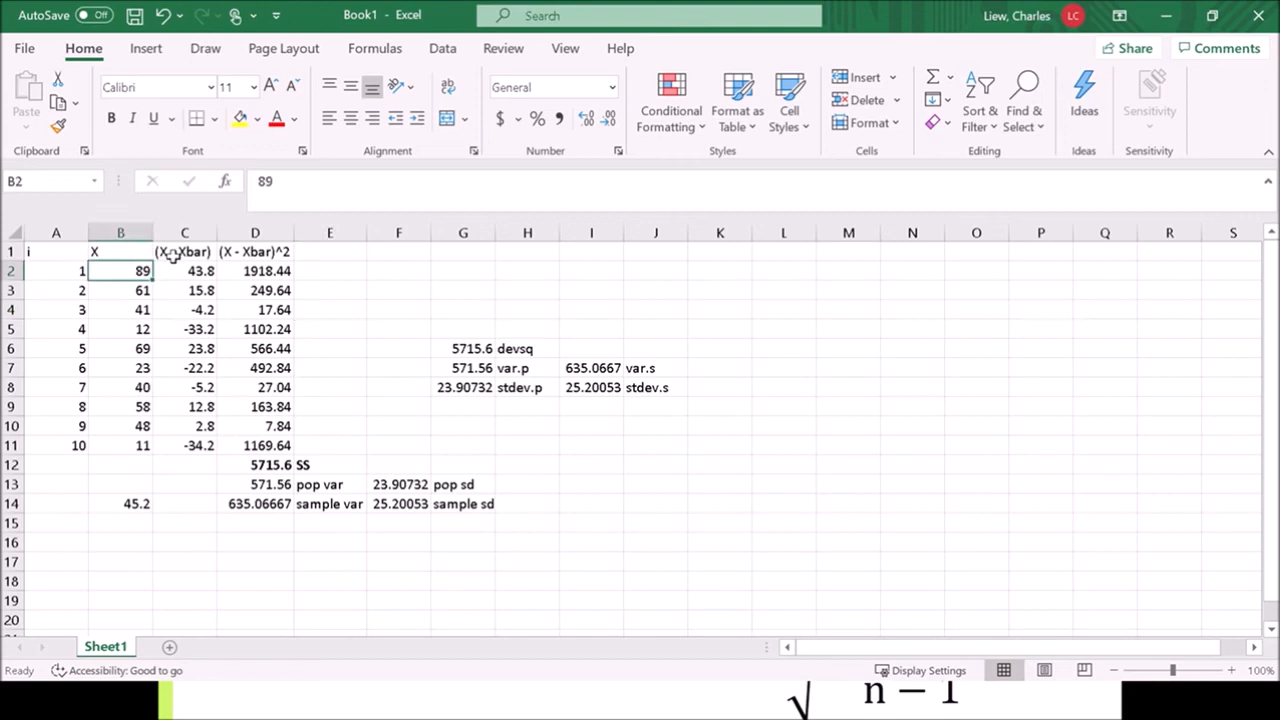 AutoSave Off Book1 - Excel Search Liew, Charles LC
File Home Insert Draw Page Layout Formulas Data Review View Help Share Comments
Paste Calibri 11 General Conditional Formatting Format as Table Cell Styles Insert Delete Format Sort & Filter Find & Select Ideas Sensitivity
Clipboard Font Alignment Number Styles Cells Editing Ideas Sensitivity
B2 fx 89
A B C D E F G H I J K L M N O P Q R S
1 i X (X - Xbar) (X - Xbar)^2
2 1 89 43.8 1918.44
3 2 61 15.8 249.64
4 3 41 -4.2 17.64
5 4 12 -33.2 1102.24
6 5 69 23.8 566.44 5715.6 devsq
7 6 23 -22.2 492.84 571.56 var.p 635.0667 var.s
8 7 40 -5.2 27.04 23.90732 stdev.p 25.20053 stdev.s
9 8 58 12.8 163.84
10 9 48 2.8 7.84
11 10 11 -34.2 1169.64
12 5715.6 SS
13 571.56 pop var 23.90732 pop sd
14 45.2 635.06667 sample var 25.20053 sample sd
15
16
17
18
19
20
Sheet1
Ready Accessibility: Good to go Display Settings 100%
√ n − 1